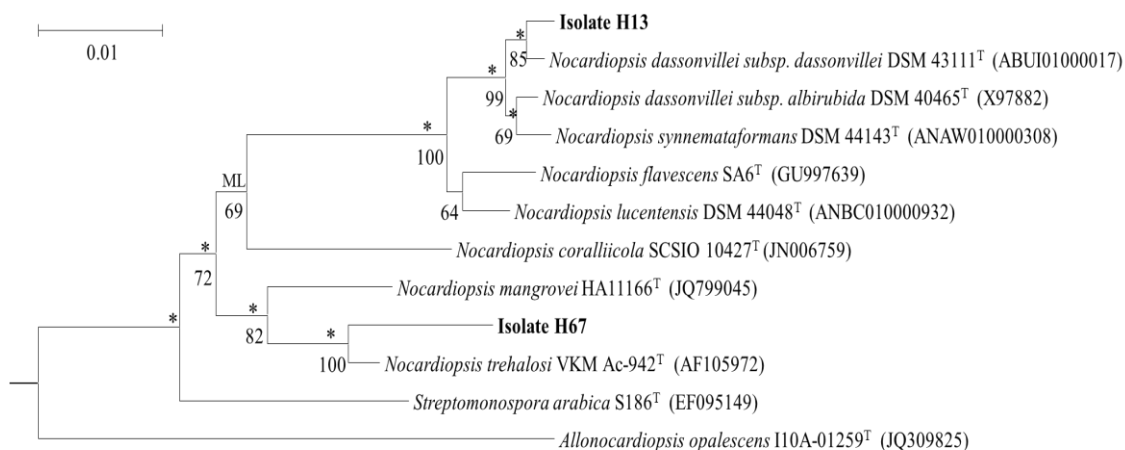 * Isolate H13
0.01
85 Nocardiopsis dassonvillei subsp. dassonvillei DSM 43111T (ABUI01000017)
*
* Nocardiopsis dassonvillei subsp. albirubida DSM 40465T (X97882)
99
69 Nocardiopsis synnemataformans DSM 44143T (ANAW010000308)
*
100
Nocardiopsis flavescens SA6T (GU997639)
ML
69
64 Nocardiopsis lucentensis DSM 44048T (ANBC010000932)
* Nocardiopsis coralliicola SCSIO 10427T (JN006759)
72
Nocardiopsis mangrovei HA11166T (JQ799045)
* * * Isolate H67
82
100 Nocardiopsis trehalosi VKM Ac-942T (AF105972)
Streptomonospora arabica S186T (EF095149)
Allonocardiopsis opalescens I10A-01259T (JQ309825)